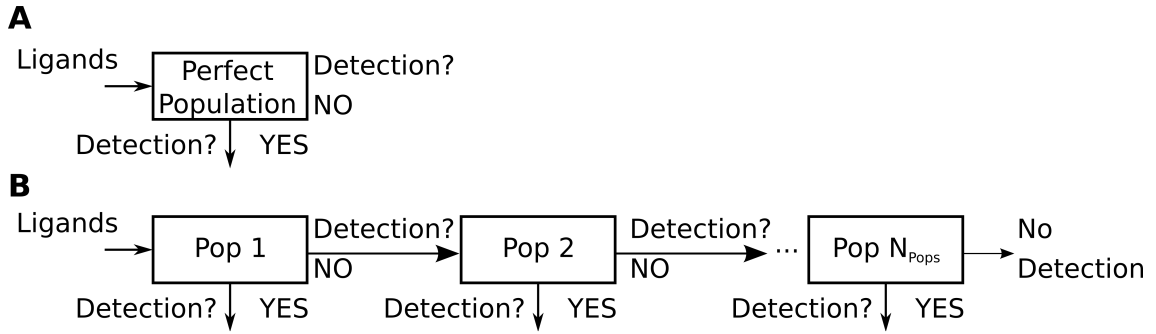 A
Ligands
Perfect
Population
Detection?
NO
Detection? YES
B
Ligands
Pop 1
Detection?
NO
Pop 2
Detection?
NO
...
Pop NPops
No
Detection
Detection? YES
Detection? YES
Detection? YES